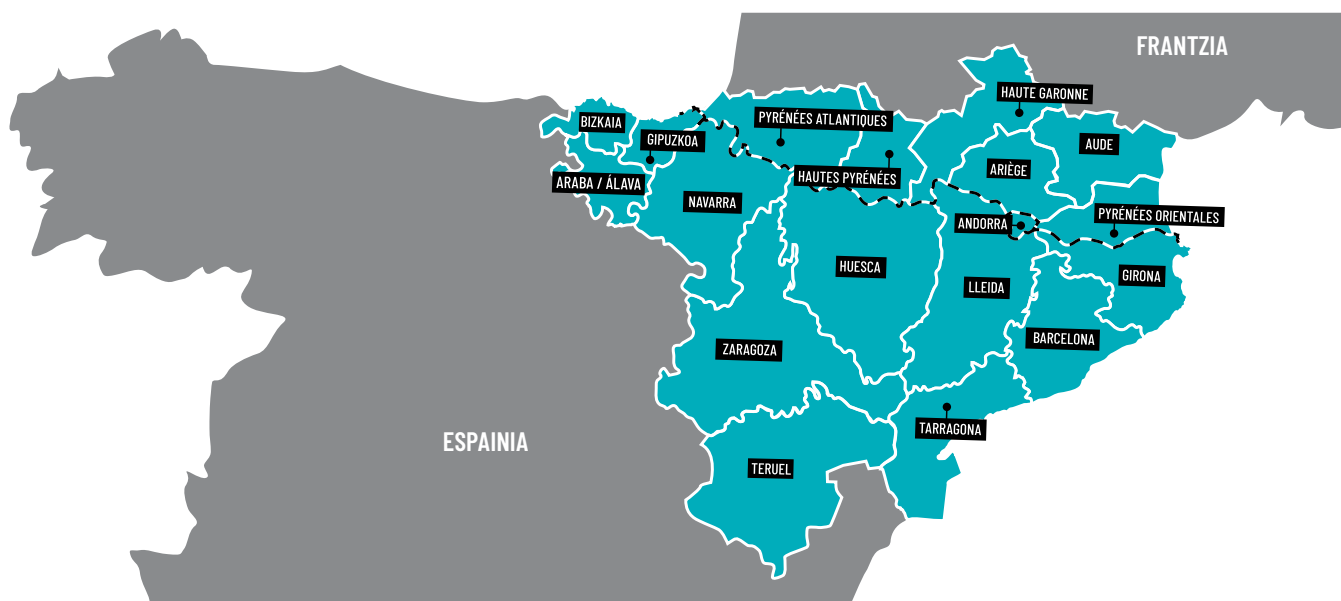 FRANTZIA
HAUTE GARONNE
PYRÉNÉES ATLANTIQUES
BIZKAIA
GIPUZKOA
AUDE
ARIÈGE
HAUTES PYRÉNÉES
ARABA / ÁLAVA
NAVARRA
PYRÉNÉES ORIENTALES
ANDORRA
HUESCA
GIRONA
LLEIDA
BARCELONA
ZARAGOZA
TARRAGONA
ESPAINIA
TERUEL